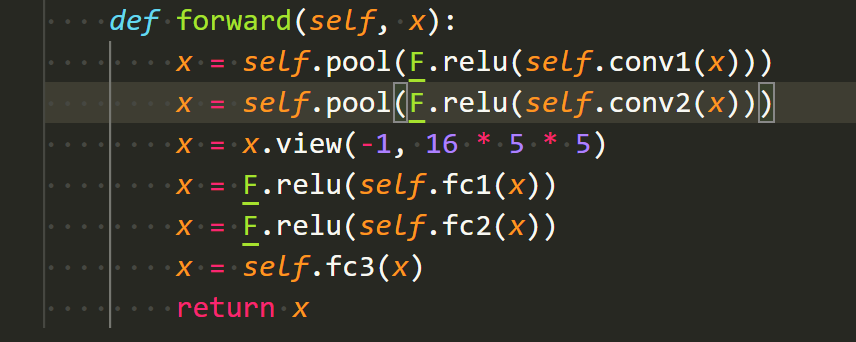 def forward(self, x):
x = self.pool(F.relu(self.conv1(x)))
x = self.pool(F.relu(self.conv2(x)))
x = x.view(-1, 16 * 5 * 5)
x = F.relu(self.fc1(x))
x = F.relu(self.fc2(x))
x = self.fc3(x)
return x